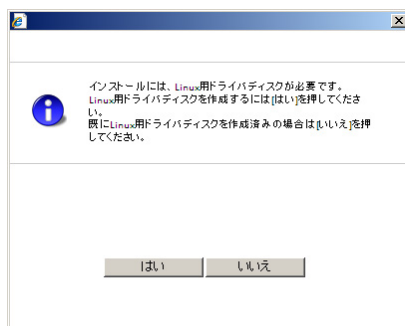 インストールには、Linux用ドライバディスクが必要です。
Linux用ドライバディスクを作成するには[はい]を押してくださ
い。
既にLinux用ドライバディスクを作成済みの場合は[いいえ]を押
してください。
はい
いいえ